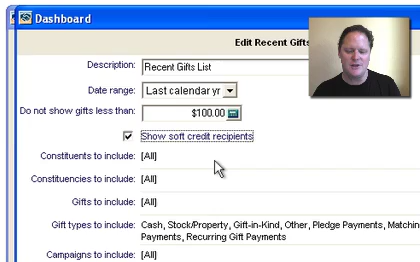 Dashboard
Edit Recent Gifts
Description: Recent Gifts List
Date range: Last calendar yr
Do not show gifts less than: $100.00
Show soft credit recipients
Constituents to include: [All]
Constituencies to include: [All]
Gifts to include: [All]
Gift types to include: Cash, Stock/Property, Gift-in-Kind, Other, Pledge Payments,
Payments, Recurring Gift Payments
Campaigns to include: [All]